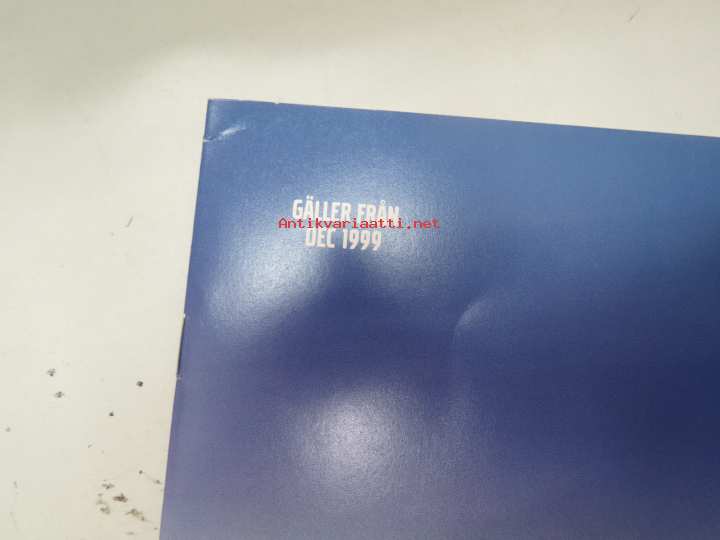 GÄLLER FRÅN
Antikvariaatti.net
DEC 1999